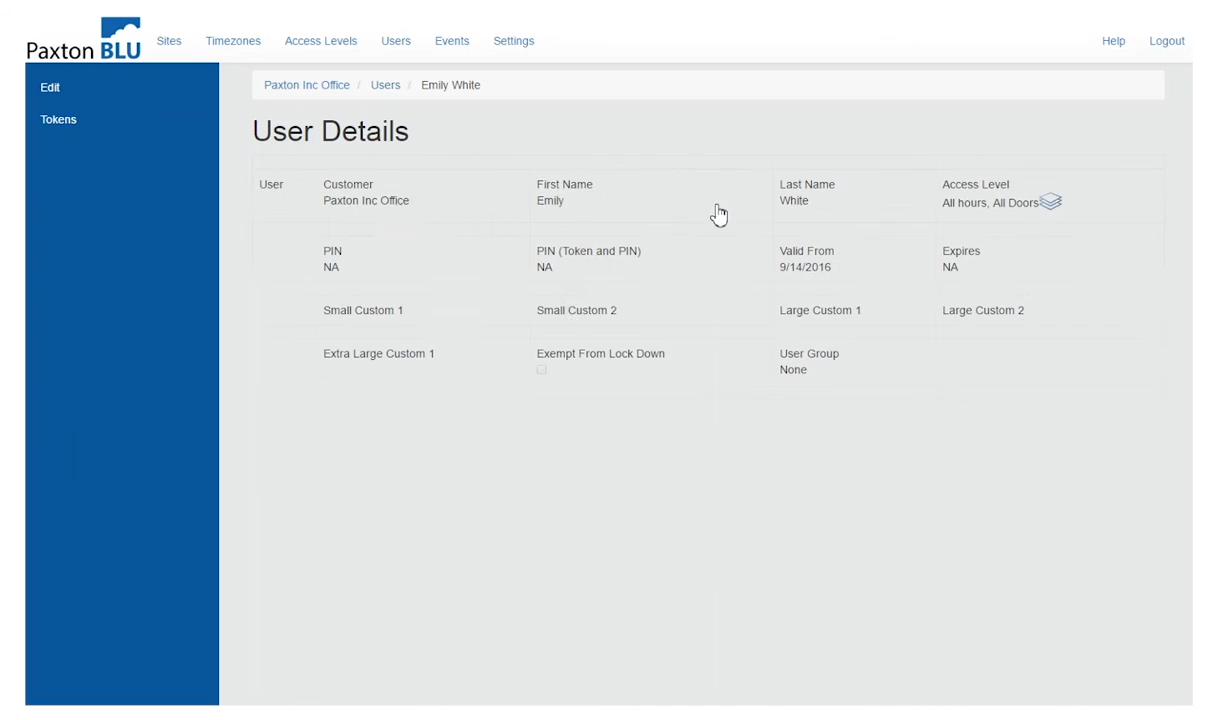 Paxton BLU
Sites Timezones Access Levels Users Events Settings Help Logout
Edit
Tokens
Paxton Inc Office / Users / Emily White
User Details
User Customer First Name Last Name Access Level
Paxton Inc Office Emily White All hours, All Doors
PIN PIN (Token and PIN) Valid From Expires
NA NA 9/14/2016 NA
Small Custom 1 Small Custom 2 Large Custom 1 Large Custom 2
Extra Large Custom 1 Exempt From Lock Down User Group
None